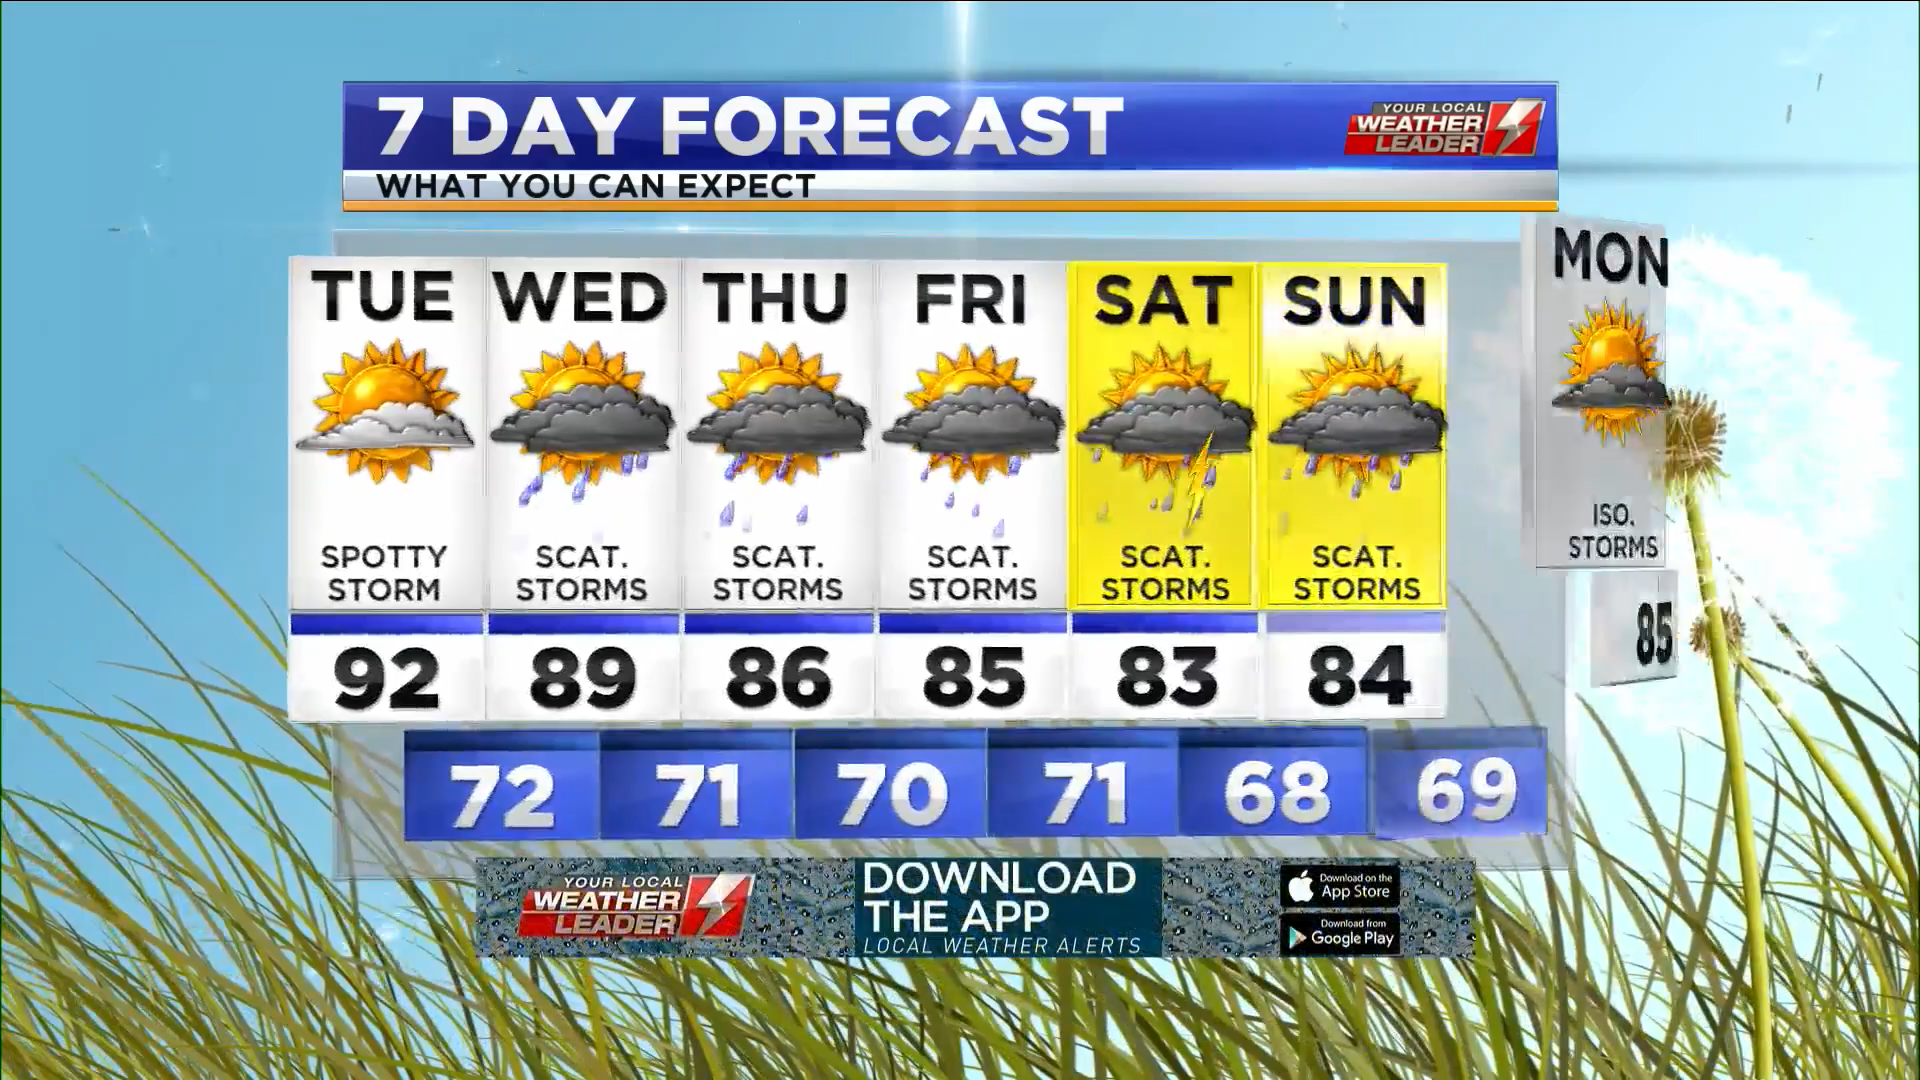 7 DAY FORECAST
YOUR LOCAL
WEATHER
LEADER
WHAT YOU CAN EXPECT
TUE
SPOTTY
STORM
92
WED
SCAT.
STORMS
89
THU
SCAT.
STORMS
86
FRI
SCAT.
STORMS
85
SAT
SCAT.
STORMS
83
SUN
SCAT.
STORMS
84
MON
ISO.
STORMS
85
72 71 70 71 68 69
YOUR LOCAL
WEATHER
LEADER
DOWNLOAD
THE APP
LOCAL WEATHER ALERTS
Download on the
App Store
Download from
Google Play